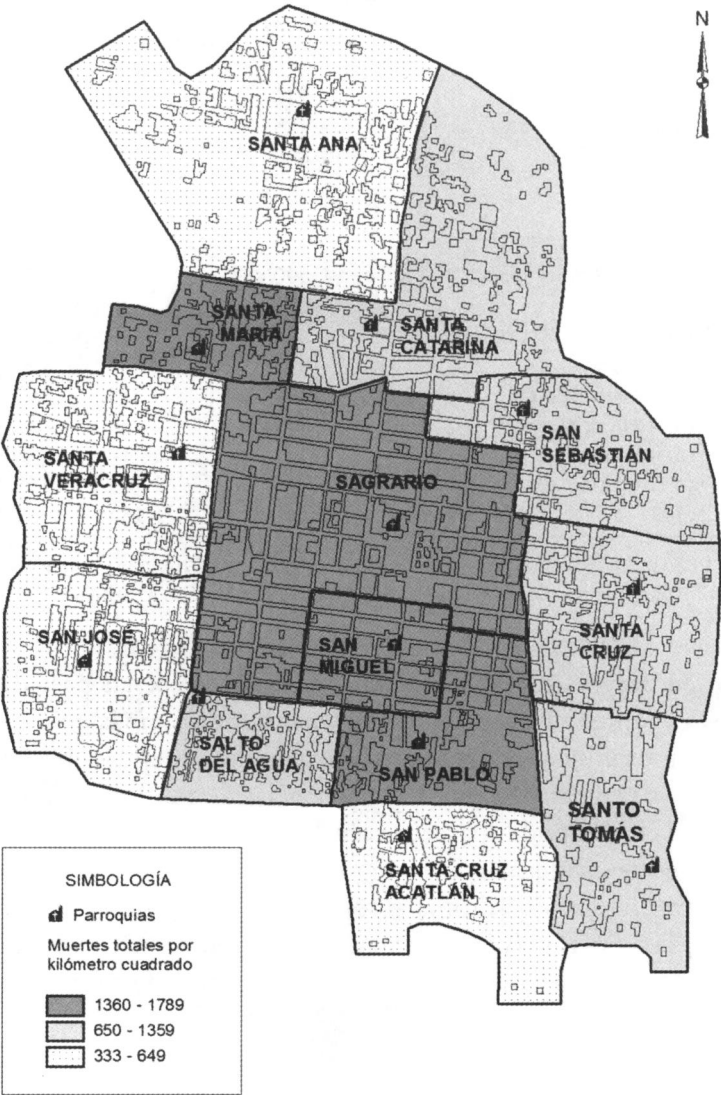 N
SANTA ANA
SANTA
MARÍA
SANTA
CATARINA
SAN
SEBASTIÁN
SANTA
VERACRUZ
SAGRARIO
SAN JOSÉ
SAN
MIGUEL
SANTA
CRUZ
SALTO
DEL AGUA
SAN PABLO
SANTO
TOMÁS
SANTA CRUZ
ACATLÁN
SIMBOLOGÍA
Parroquias
Muertes totales por
kilómetro cuadrado
1360 - 1789
650 - 1359
333 - 649